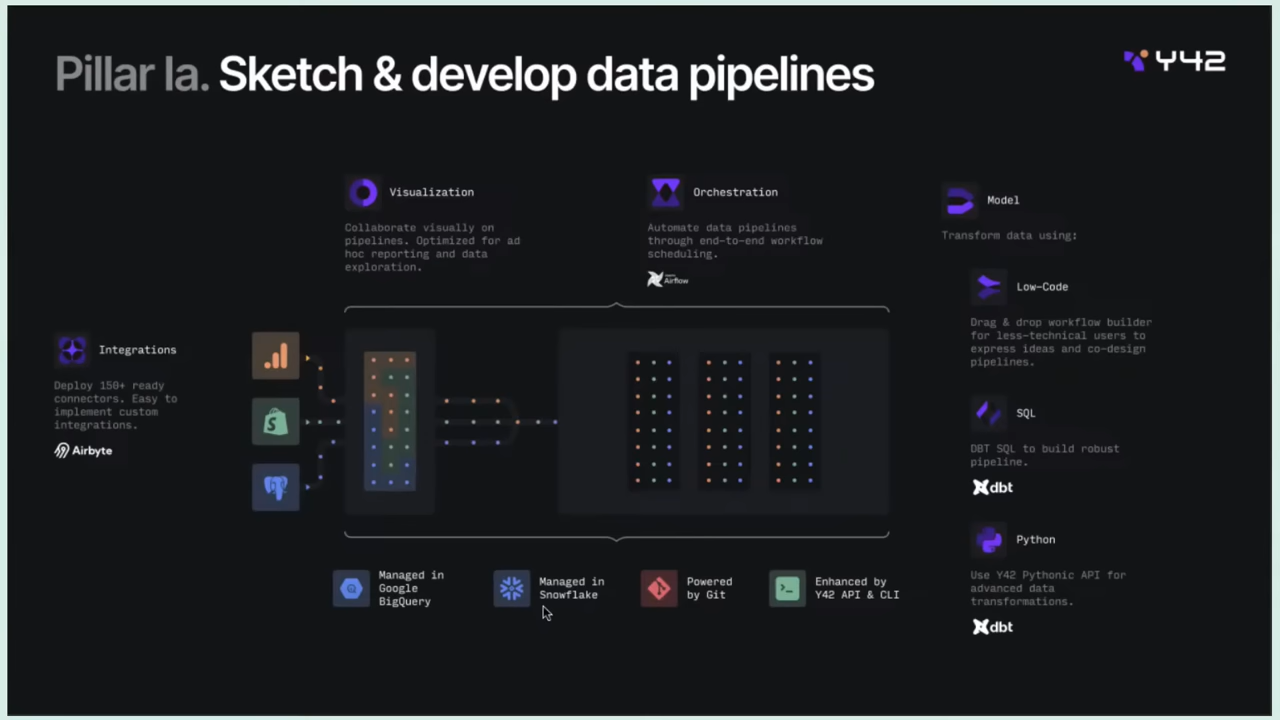 Pillar Ia. Sketch & develop data pipelines
Y42
Visualization
Collaborate visually on
pipelines. Optimized for ad
hoc reporting and data
exploration.
Orchestration
Automate data pipelines
through end-to-end workflow
scheduling.
Airflow
Model
Transform data using:
Low-Code
Drag & drop workflow builder
for less-technical users to
express ideas and co-design
pipelines.
SQL
DBT SQL to build robust
pipeline.
dbt
Python
Use Y42 Pythonic API for
advanced data
transformations.
dbt
Integrations
Deploy 150+ ready
connectors. Easy to
implement custom
integrations.
Airbyte
Managed in
Google
BigQuery
Managed in
Snowflake
Powered
by Git
Enhanced by
Y42 API & CLI